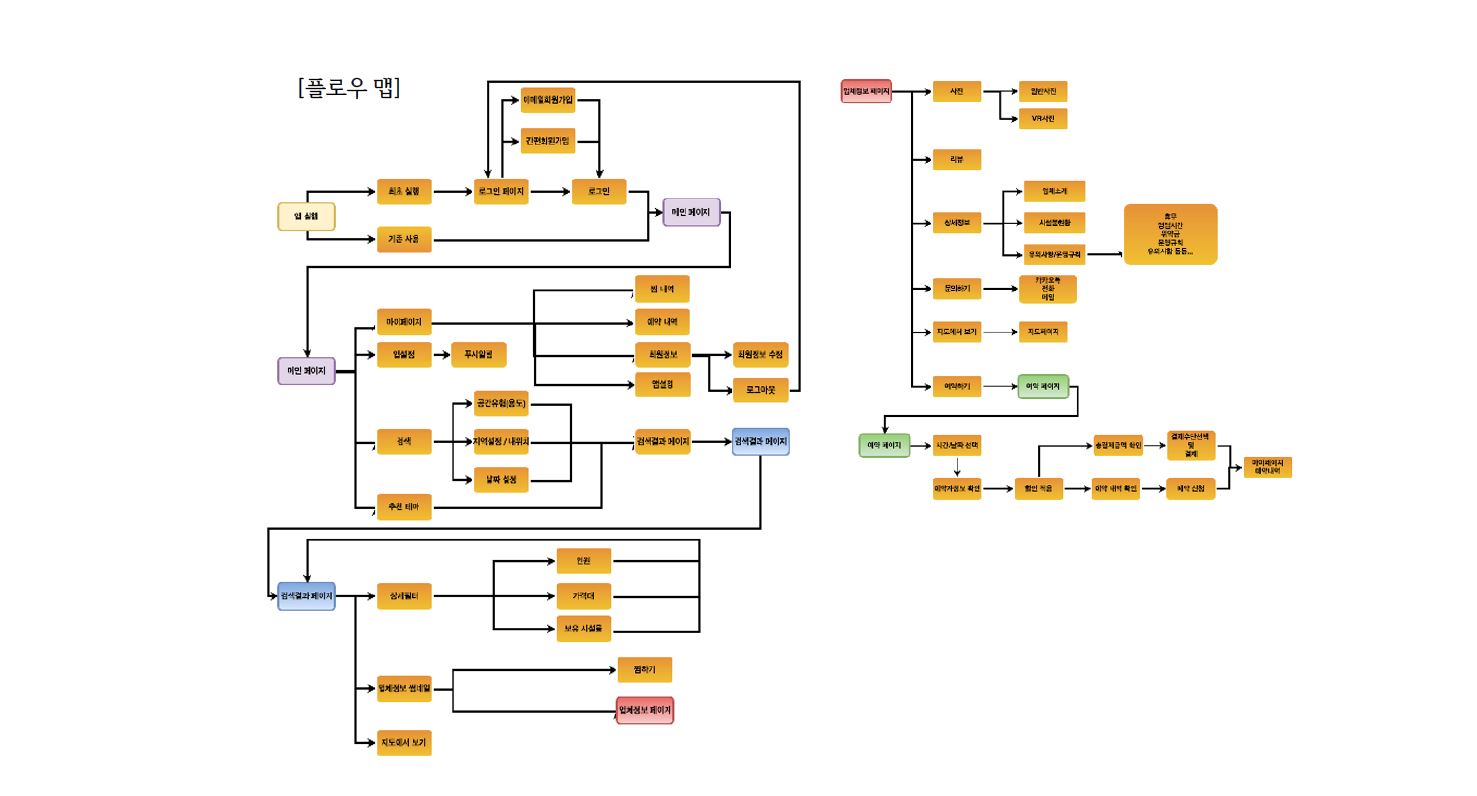 [플로우 맵]
앱 실행
최초 실행
기존 사용
로그인 페이지
이메일회원가입
간편회원가입
로그인
메인 페이지
메인 페이지
마이페이지
찜 내역
예약 내역
회원정보
앱설정
회원정보 수정
로그아웃
앱설정
푸시알림
검색
공간유형(용도)
지역설정 / 내위치
날짜 설정
추천 테마
검색결과 페이지
검색결과 페이지
검색결과 페이지
상세필터
인원
가격대
보유 시설물
업체정보 썸네일
찜하기
업체정보 페이지
지도에서 보기
업체정보 페이지
사진
일반사진
VR사진
리뷰
상세정보
업체소개
시설물현황
유의사항/운영규칙
휴무
점검시간
위약금
운영규칙
유의사항 등등...
문의하기
카카오톡
전화
메일
지도에서 보기
지도페이지
예약하기
예약 페이지
예약 페이지
시간/날짜 선택
예약자정보 확인
할인 적용
총결제금액 확인
결제수단선택
및
결제
예약 내역 확인
예약 신청
마이페이지
예약내역